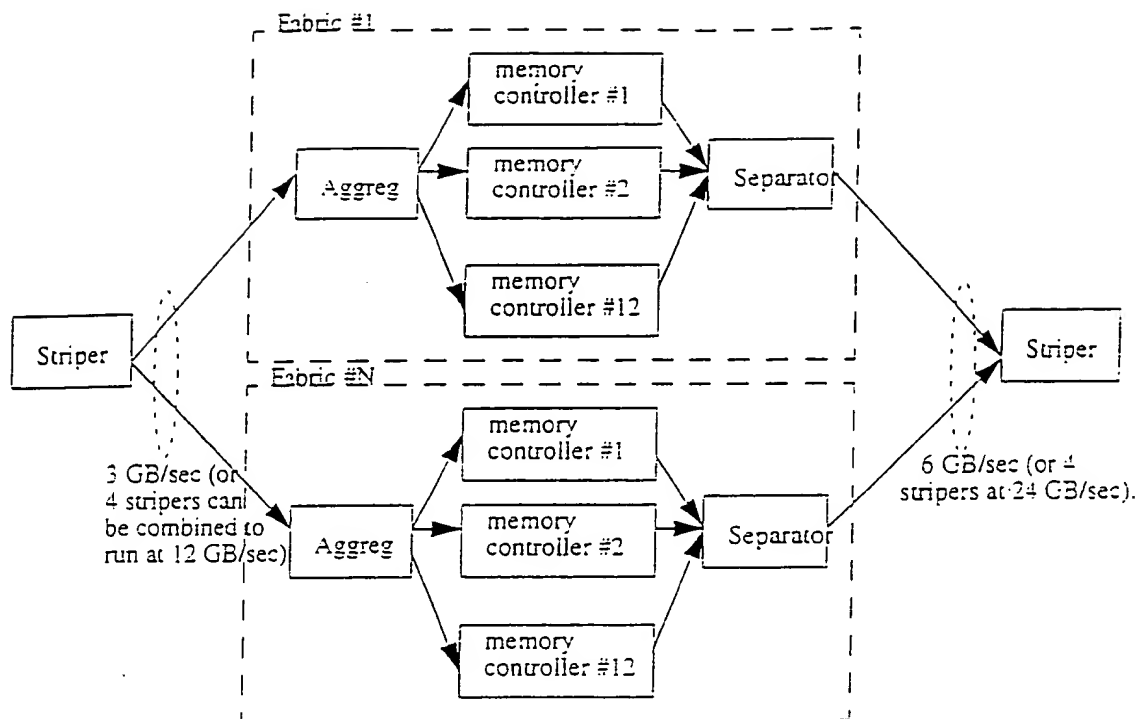 Fabric #1
memory
controller #1
Aggreg
memory
controller #2
Separator
memory
controller #12
Striper
Striper
Fabric #N
memory
controller #1
3 GB/sec (or
4 stripers can
be combined to
run at 12 GB/sec)
6 GB/sec (or 4
stripers at 24 GB/sec).
Aggreg
memory
controller #2
Separator
memory
controller #12